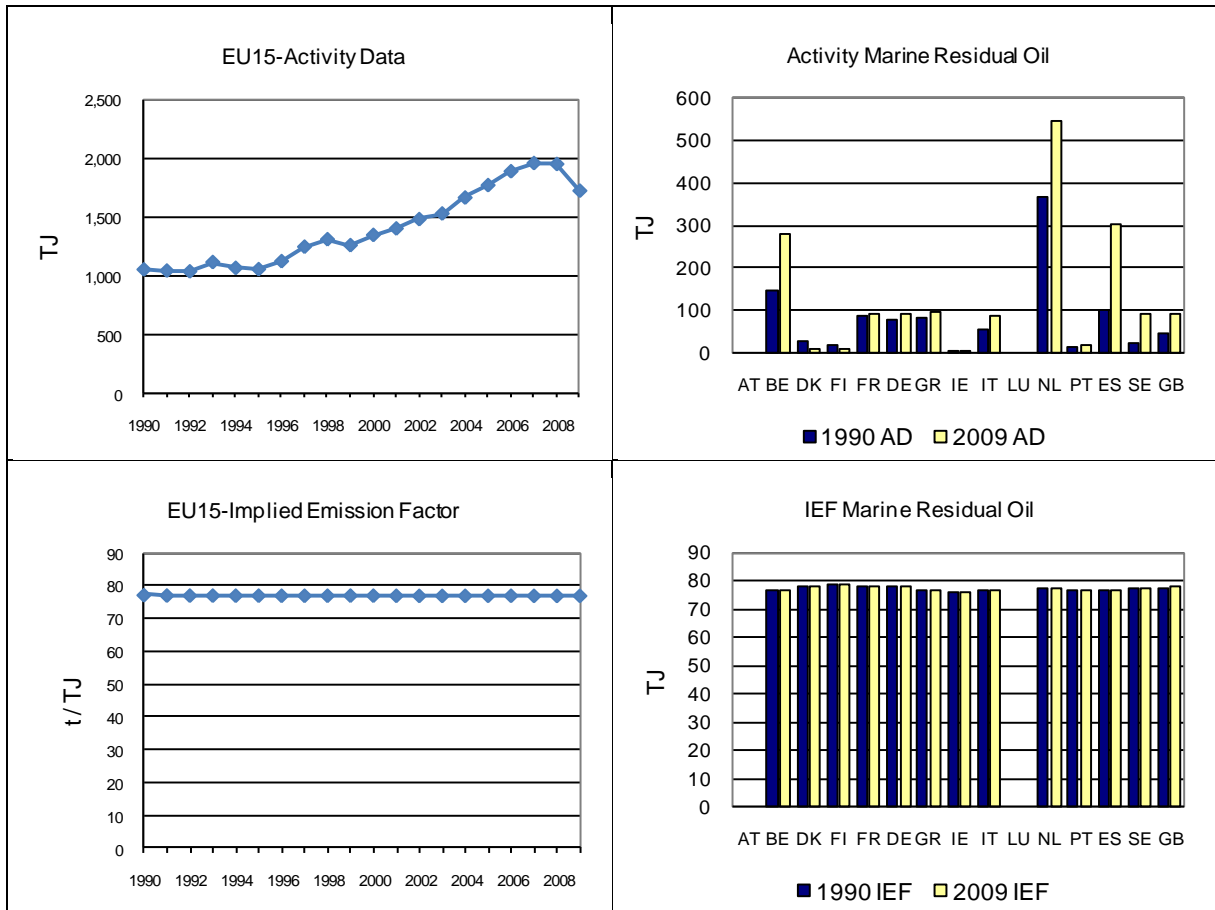 EU15-Activity Data
TJ
2,500
2,000
1,500
1,000
500
0
1990 1992 1994 1996 1998 2000 2002 2004 2006 2008
Activity Marine Residual Oil
TJ
600
500
400
300
200
100
0
AT BE DK FI FR DE GR IE IT LU NL PT ES SE GB
1990 AD 2009 AD
EU15-Implied Emission Factor
t / TJ
90
80
70
60
50
40
30
20
10
0
1990 1992 1994 1996 1998 2000 2002 2004 2006 2008
IEF Marine Residual Oil
TJ
90
80
70
60
50
40
30
20
10
0
AT BE DK FI FR DE GR IE IT LU NL PT ES SE GB
1990 IEF 2009 IEF